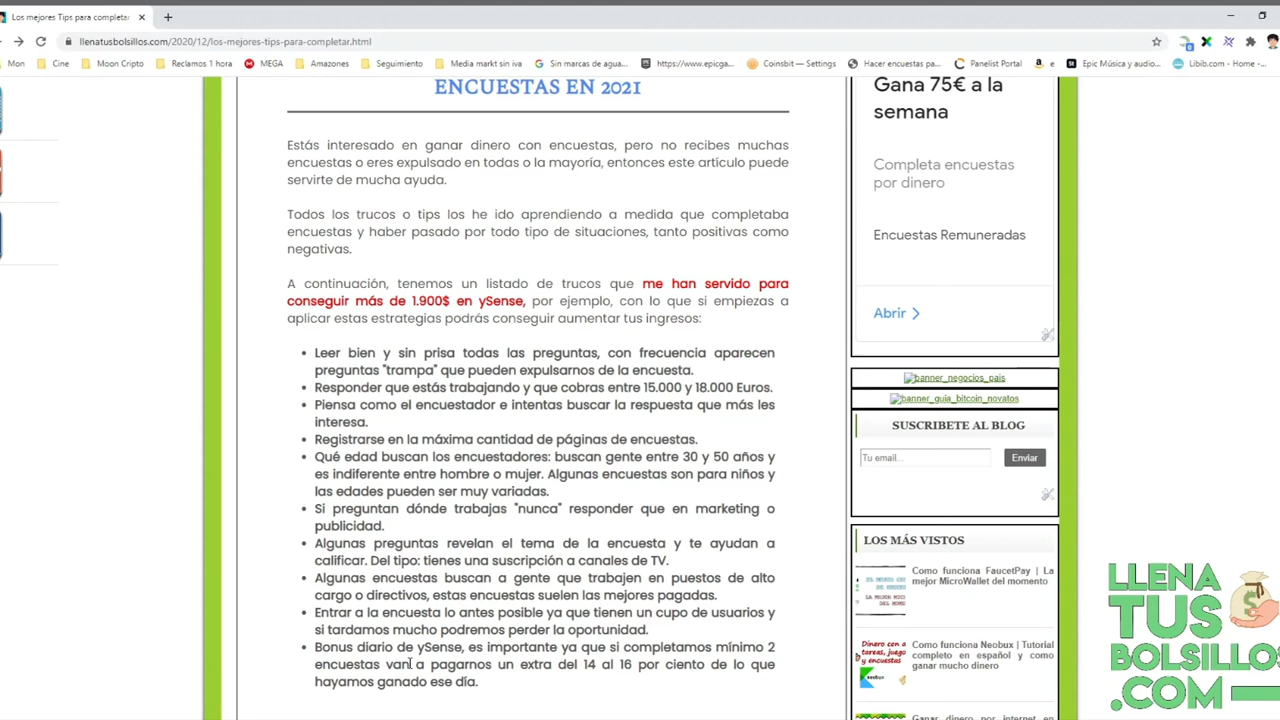 Los mejores Tips para completar
llenatusbolsillos.com/2020/12/los-mejores-tips-para-completar.html
Mon
Cine
Moon Cripto
Reclamos 1 hora
MEGA
Amazones
Seguimiento
Media markt sin iva
Sin marcas de agua...
https://www.epicga...
Coinsbit — Settings
Hacer encuestas pa...
Panelist Portal
e
Epic Música y audio...
Libib.com - Home -...
ENCUESTAS EN 2021
Estás interesado en ganar dinero con encuestas, pero no recibes muchas
encuestas o eres expulsado en todas o la mayoría, entonces este artículo puede
servirte de mucha ayuda.
Todos los trucos o tips los he ido aprendiendo a medida que completaba
encuestas y haber pasado por todo tipo de situaciones, tanto positivas como
negativas.
A continuación, tenemos un listado de trucos que me han servido para
conseguir más de 1.900$ en ySense, por ejemplo, con lo que si empiezas a
aplicar estas estrategias podrás conseguir aumentar tus ingresos:
• Leer bien y sin prisa todas las preguntas, con frecuencia aparecen
preguntas "trampa" que pueden expulsarnos de la encuesta.
• Responder que estás trabajando y que cobras entre 15.000 y 18.000 Euros.
• Piensa como el encuestador e intentas buscar la respuesta que más les
interesa.
• Registrarse en la máxima cantidad de páginas de encuestas.
• Qué edad buscan los encuestadores: buscan gente entre 30 y 50 años y
es indiferente entre hombre o mujer. Algunas encuestas son para niños y
las edades pueden ser muy variadas.
• Si preguntan dónde trabajas "nunca" responder que en marketing o
publicidad.
• Algunas preguntas revelan el tema de la encuesta y te ayudan a
calificar. Del tipo: tienes una suscripción a canales de TV.
• Algunas encuestas buscan a gente que trabajen en puestos de alto
cargo o directivos, estas encuestas suelen las mejores pagadas.
• Entrar a la encuesta lo antes posible ya que tienen un cupo de usuarios y
si tardamos mucho podremos perder la oportunidad.
• Bonus diario de ySense, es importante ya que si completamos mínimo 2
encuestas van a pagarnos un extra del 14 al 16 por ciento de lo que
hayamos ganado ese día.
Gana 75€ a la
semana
Completa encuestas
por dinero
Encuestas Remuneradas
Abrir
banner_negocios_pais
banner_guia_bitcoin_novatos
SUSCRIBETE AL BLOG
Tu email...
Enviar
LOS MÁS VISTOS
Como funciona FaucetPay | La
mejor MicroWallet del momento
Dinero con
tareas, juego
y encuestas
Como funciona Neobux | Tutorial
completo en español y como
ganar mucho dinero
Ganar dinero por internet en
LLENA
TUS
BOLSILLOS
.COM